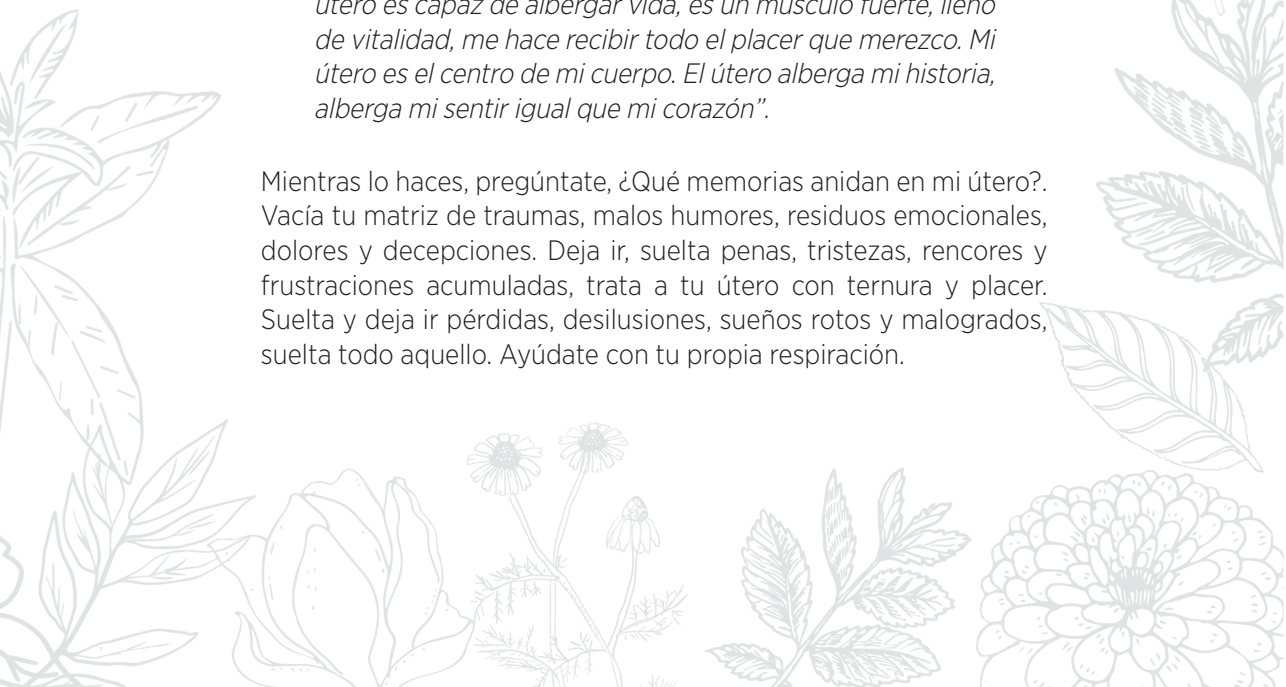 útero es capaz de albergar vida, es un músculo fuerte, lleno
de vitalidad, me hace recibir todo el placer que merezco. Mi
útero es el centro de mi cuerpo. El útero alberga mi historia,
alberga mi sentir igual que mi corazón”.
Mientras lo haces, pregúntate, ¿Qué memorias anidan en mi útero?.
Vacía tu matriz de traumas, malos humores, residuos emocionales,
dolores y decepciones. Deja ir, suelta penas, tristezas, rencores y
frustraciones acumuladas, trata a tu útero con ternura y placer.
Suelta y deja ir pérdidas, desilusiones, sueños rotos y malogrados,
suelta todo aquello. Ayúdate con tu propia respiración.